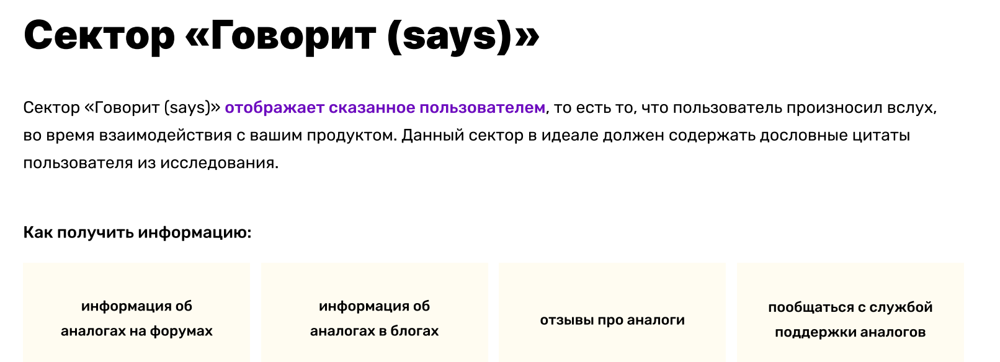 Сектор «Говорит (says)»
Сектор «Говорит (says)» отображает сказанное пользователем, то есть то, что пользователь произносил вслух,
во время взаимодействия с вашим продуктом. Данный сектор в идеале должен содержать дословные цитаты
пользователя из исследования.
Как получить информацию:
информация об
аналогах на форумах
информация об
аналогах в блогах
отзывы про аналоги
пообщаться с службой
поддержки аналогов